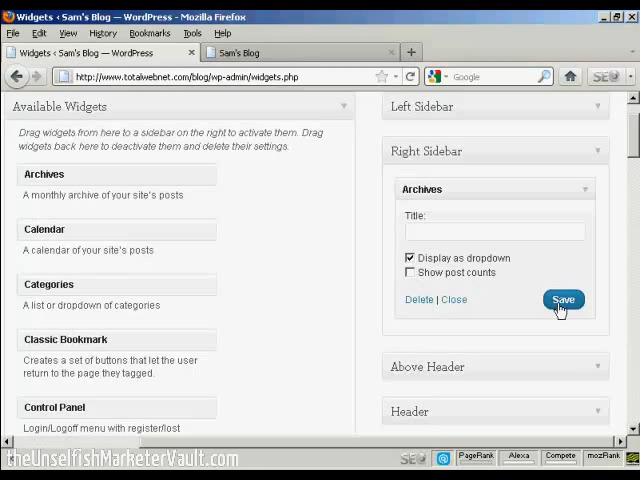 Widgets ‹ Sam's Blog — WordPress - Mozilla Firefox
File Edit View History Bookmarks Tools Help
Widgets ‹ Sam's Blog — WordPress × Sam's Blog × +
http://www.totalwebnet.com/blog/wp-admin/widgets.php Google SE
Available Widgets
Drag widgets from here to a sidebar on the right to activate them. Drag
widgets back here to deactivate them and delete their settings.
Archives
A monthly archive of your site's posts
Calendar
A calendar of your site's posts
Categories
A list or dropdown of categories
Classic Bookmark
Creates a set of buttons that let the user
return to the page they tagged.
Control Panel
Login/Logoff menu with register/lost
Left Sidebar
Right Sidebar
Archives
Title:
Display as dropdown
Show post counts
Delete | Close Save
Above Header
Header
theUnselfishMarketerVault.com
SE PageRank Alexa Compete mozRank